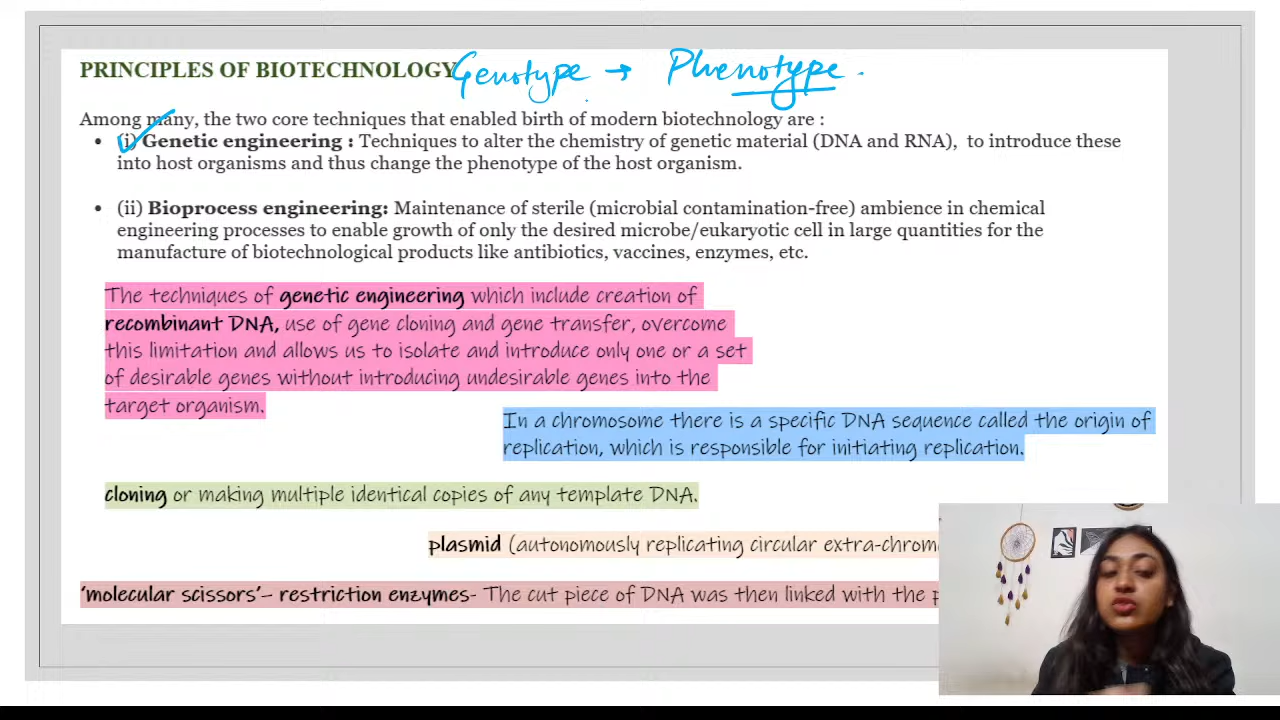 PRINCIPLES OF BIOTECHNOLOGY Genotype → Phenotype.
Among many, the two core techniques that enabled birth of modern biotechnology are :
• (i) Genetic engineering : Techniques to alter the chemistry of genetic material (DNA and RNA), to introduce these
into host organisms and thus change the phenotype of the host organism.
• (ii) Bioprocess engineering: Maintenance of sterile (microbial contamination-free) ambience in chemical
engineering processes to enable growth of only the desired microbe/eukaryotic cell in large quantities for the
manufacture of biotechnological products like antibiotics, vaccines, enzymes, etc.
The techniques of genetic engineering which include creation of
recombinant DNA, use of gene cloning and gene transfer, overcome
this limitation and allows us to isolate and introduce only one or a set
of desirable genes without introducing undesirable genes into the
target organism.
In a chromosome there is a specific DNA sequence called the origin of
replication, which is responsible for initiating replication.
cloning or making multiple identical copies of any template DNA.
plasmid (autonomously replicating circular extra-chrom
‘molecular scissors’– restriction enzymes- The cut piece of DNA was then linked with the p